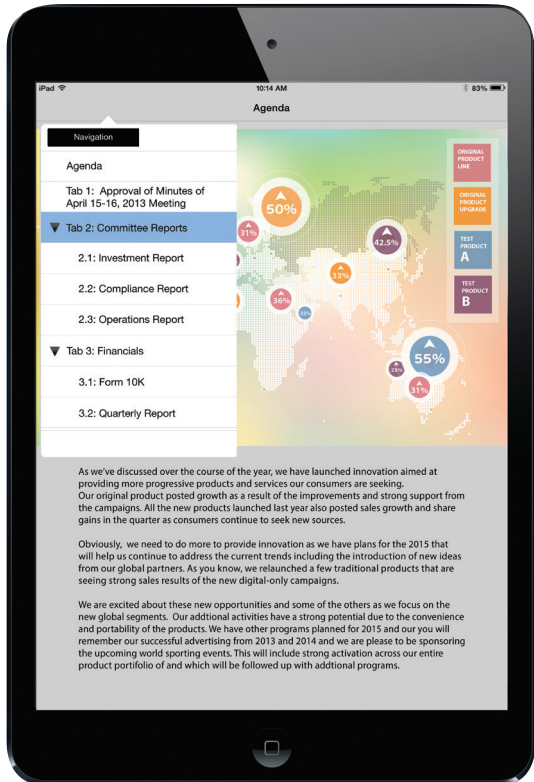 iPad
10:14 AM
83%
Agenda
Navigation
Agenda
Tab 1: Approval of Minutes of
April 15-16, 2013 Meeting
Tab 2: Committee Reports
2.1: Investment Report
2.2: Compliance Report
2.3: Operations Report
Tab 3: Financials
3.1: Form 10K
3.2: Quarterly Report
50%
31%
42.5%
33%
36%
22%
55%
28%
31%
ORIGINAL
PRODUCT
LINE
ORIGINAL
PRODUCT
UPGRADE
TEST
PRODUCT
A
TEST
PRODUCT
B
As we've discussed over the course of the year, we have launched innovation aimed at
providing more progressive products and services our consumers are seeking.
Our original product posted growth as a result of the improvements and strong support from
the campaigns. All the new products launched last year also posted sales growth and share
gains in the quarter as consumers continue to seek new sources.
Obviously, we need to do more to provide innovation as we have plans for the 2015 that
will help us continue to address the current trends including the introduction of new ideas
from our global partners. As you know, we relaunched a few traditional products that are
seeing strong sales results of the new digital-only campaigns.
We are excited about these new opportunities and some of the others as we focus on the
new global segments. Our addtional activities have a strong potential due to the convenience
and portability of the products. We have other programs planned for 2015 and our you will
remember our successful advertising from 2013 and 2014 and we are please to be sponsoring
the upcoming world sporting events. This will include strong activation across our entire
product portifolio of and which will be followed up with addtional programs.